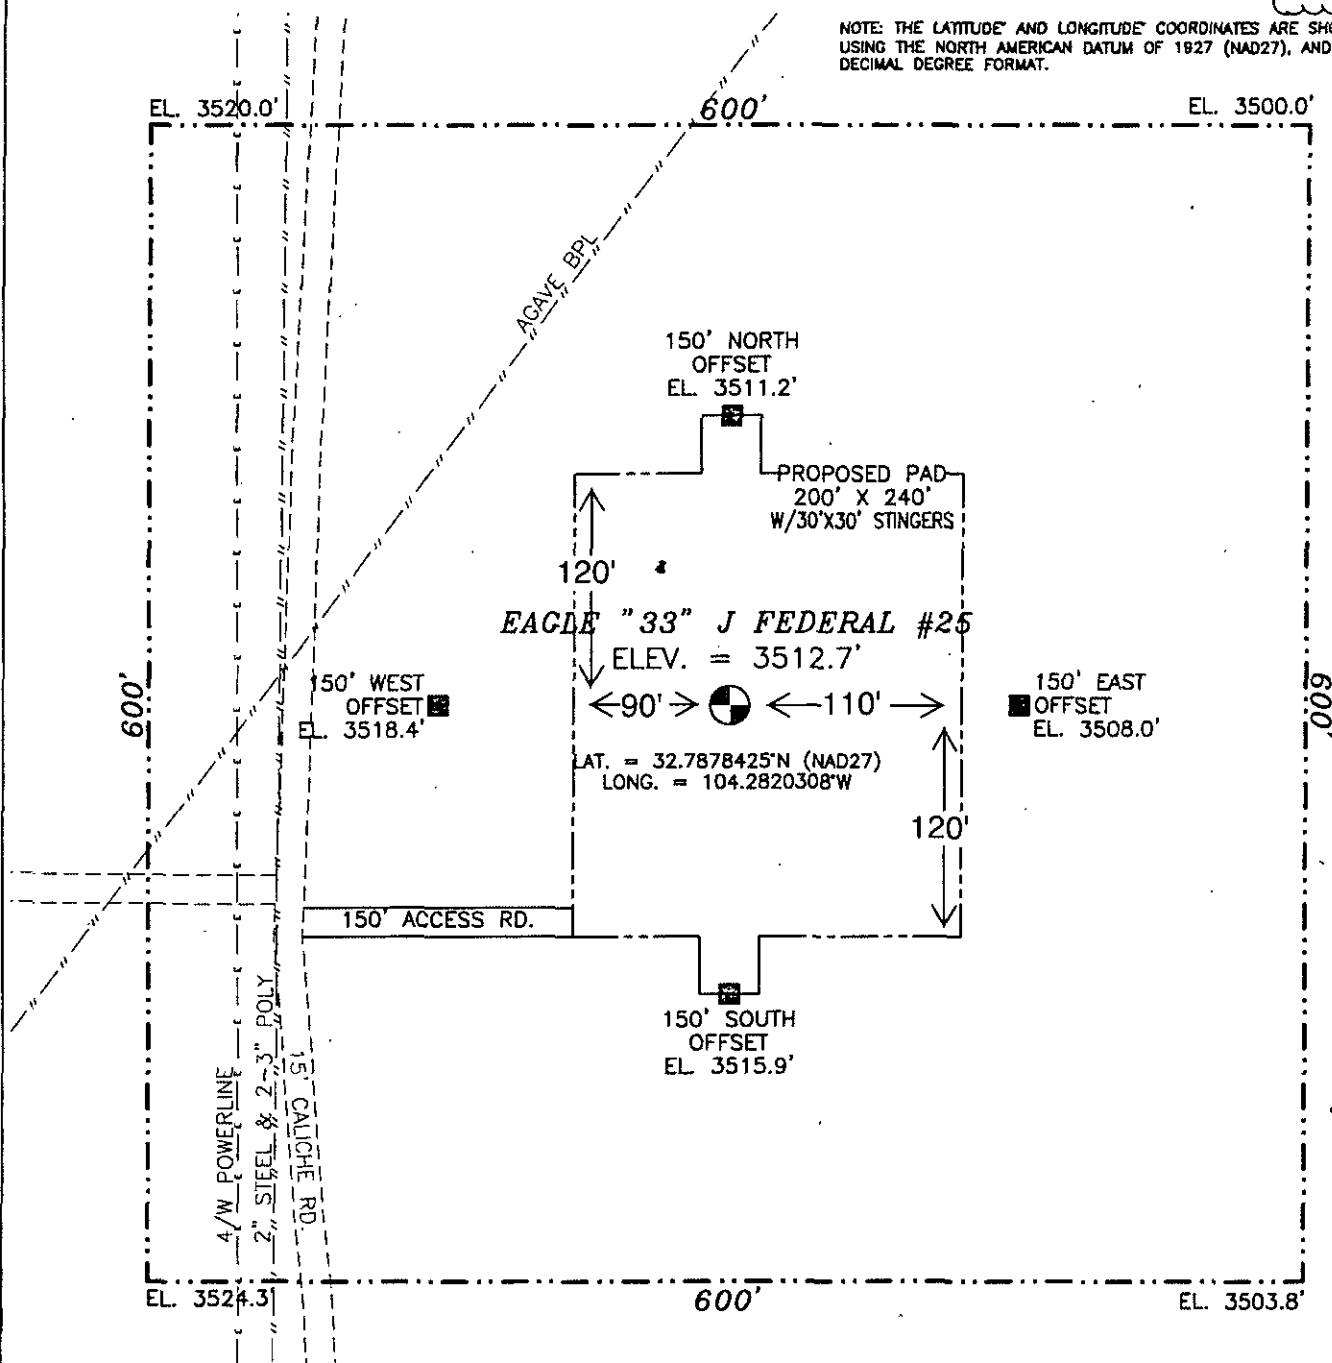 NOTE: THE LATITUDE AND LONGITUDE COORDINATES ARE
USING THE NORTH AMERICAN DATUM OF 1927 (NAD27), AND
DECIMAL DEGREE FORMAT.
EL. 3520.0'
600'
EL. 3500.0'
AGAVE BPL
150' NORTH
OFFSET
EL. 3511.2'
PROPOSED PAD
200' X 240'
W/30'X30' STINGERS
120'
EAGLE "33" J FEDERAL #25
ELEV. = 3512.7'
150' WEST
OFFSET
EL. 3518.4'
90'
110'
150' EAST
OFFSET
EL. 3508.0'
600'
600'
LAT. = 32.7878425°N (NAD27)
LONG. = 104.2820308°W
120'
150' ACCESS RD.
150' SOUTH
OFFSET
EL. 3515.9'
4/W POWERLINE
2" STEEL & 2-3" POLY
15' CALICHE RD.
EL. 3524.3'
600'
EL. 3503.8'